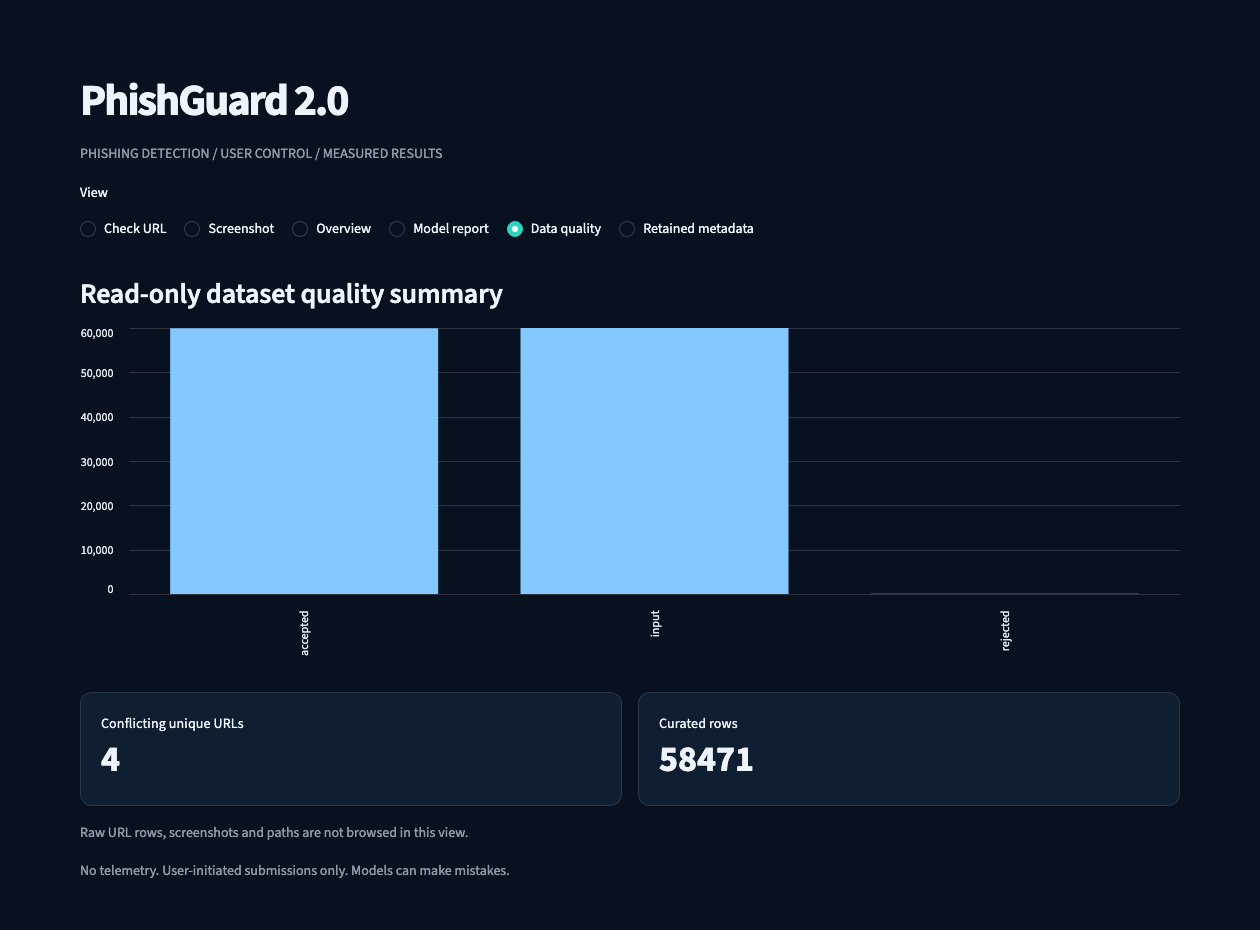 PhishGuard 2.0
PHISHING DETECTION / USER CONTROL / MEASURED RESULTS
View
Check URL Screenshot Overview Model report Data quality Retained metadata
Read-only dataset quality summary
60,000
50,000
40,000
30,000
20,000
10,000
0
accepted input rejected
Conflicting unique URLs
4
Curated rows
58471
Raw URL rows, screenshots and paths are not browsed in this view.
No telemetry. User-initiated submissions only. Models can make mistakes.